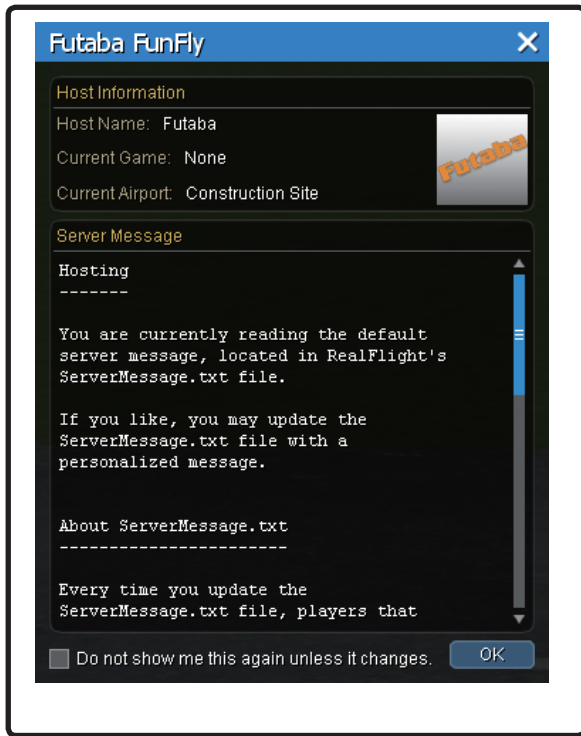 Futaba FunFly
Host Information
Host Name: Futaba
Current Game: None
Current Airport: Construction Site
Futaba
Server Message
Hosting
-------
You are currently reading the default
server message, located in RealFlight's
ServerMessage.txt file.
If you like, you may update the
ServerMessage.txt file with a
personalized message.
About ServerMessage.txt
-----------------------
Every time you update the
ServerMessage.txt file, players that
Do not show me this again unless it changes.
OK